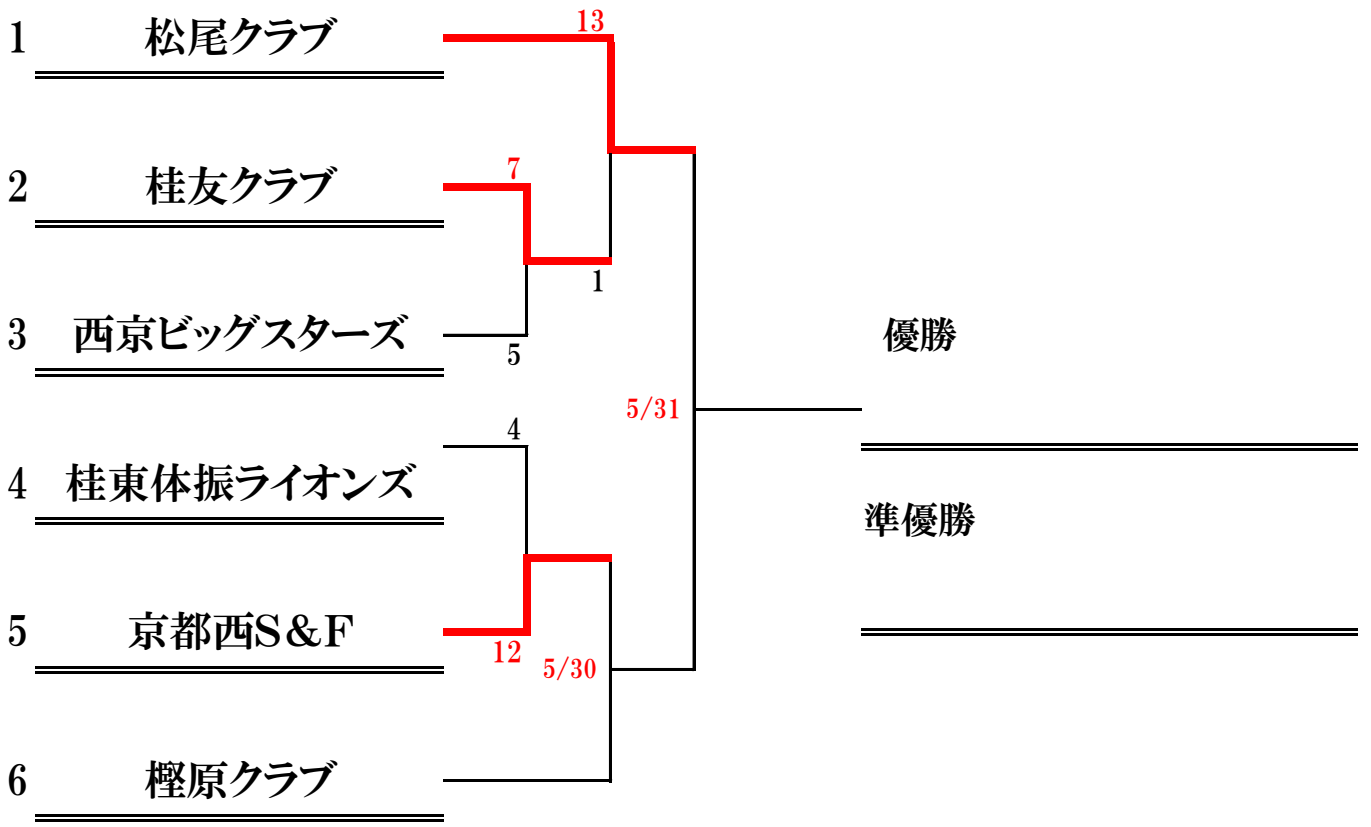 13
1 松尾クラブ
7
2 桂友クラブ
1
3 西京ビッグスターズ
5
優勝
5/31
4
4 桂東体振ライオンズ
準優勝
5 京都西S&F
12
5/30
6 樫原クラブ